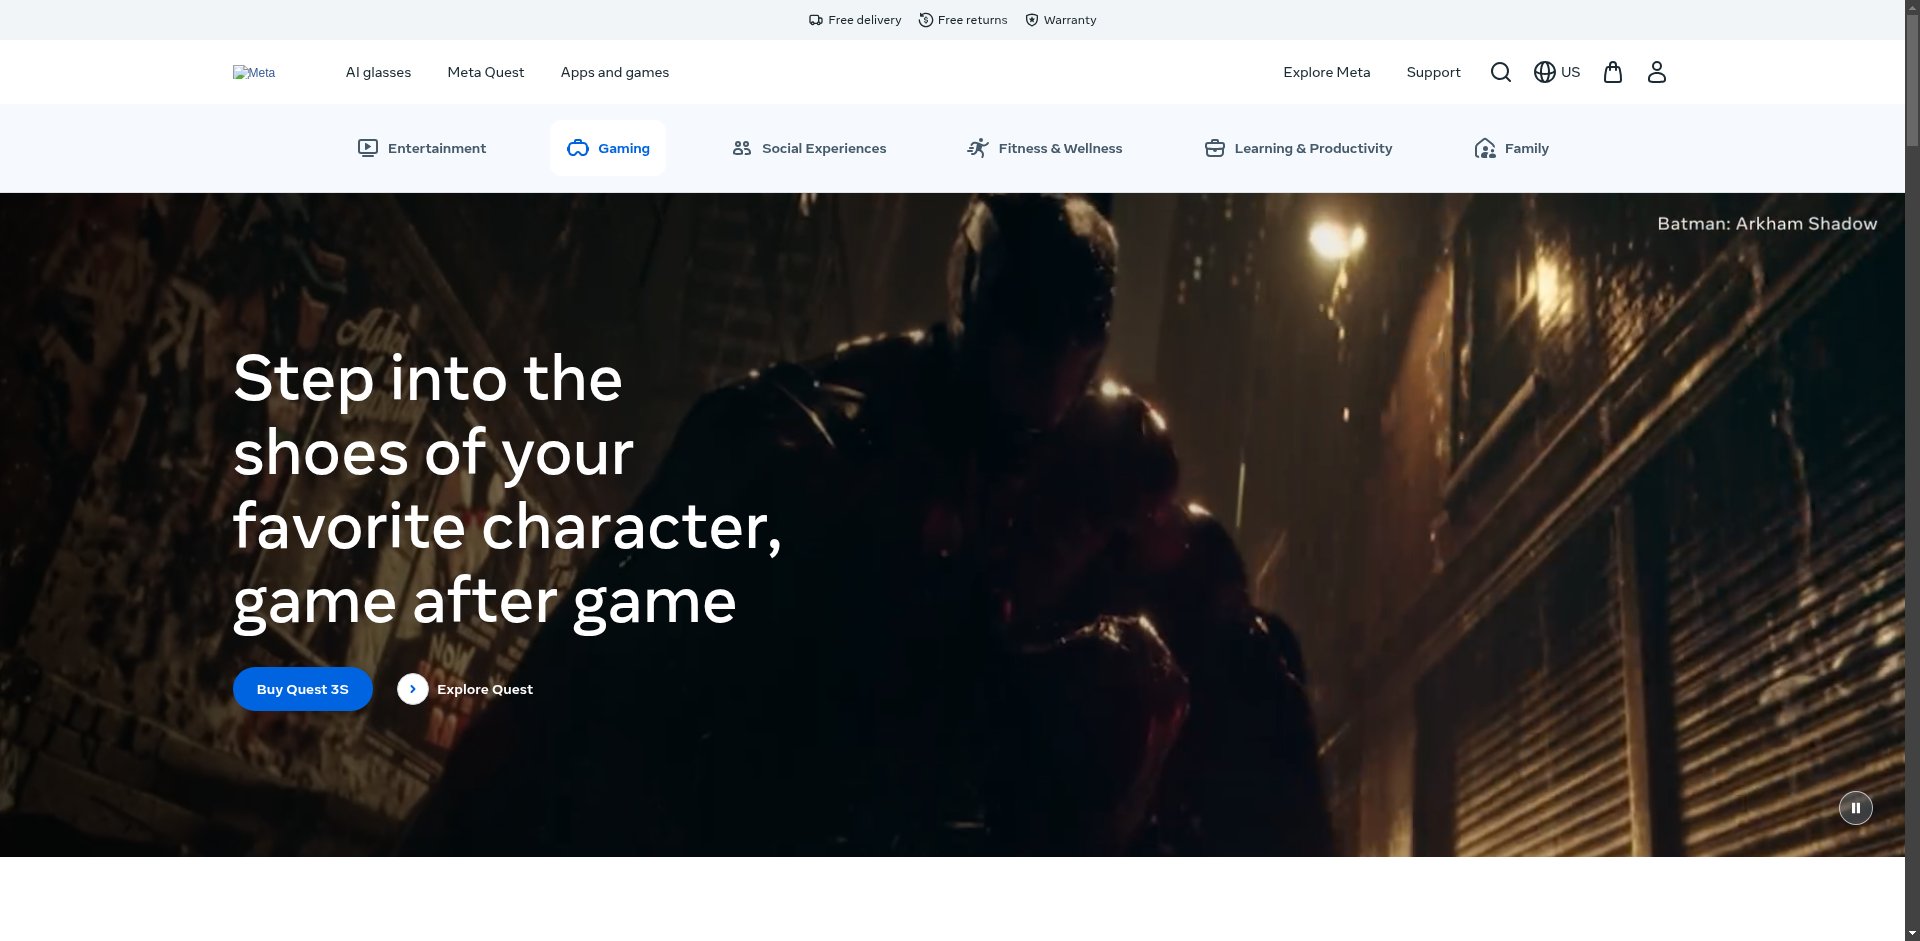 Free delivery
Free returns
Warranty
Meta
AI glasses
Meta Quest
Apps and games
Explore Meta
Support
US
Entertainment
Gaming
Social Experiences
Fitness & Wellness
Learning & Productivity
Family
Batman: Arkham Shadow
Step into the
shoes of your
favorite character,
game after game
Now
Buy Quest 3S
Explore Quest